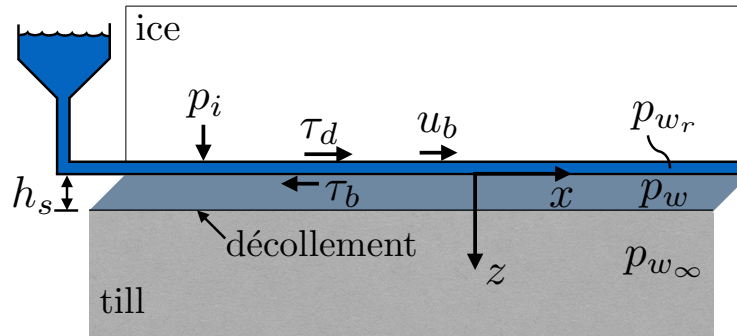 ice
p_i
τ_d
u_b
p_{w_r}
h_s
τ_b
x
p_w
décollement
z
p_{w_∞}
till